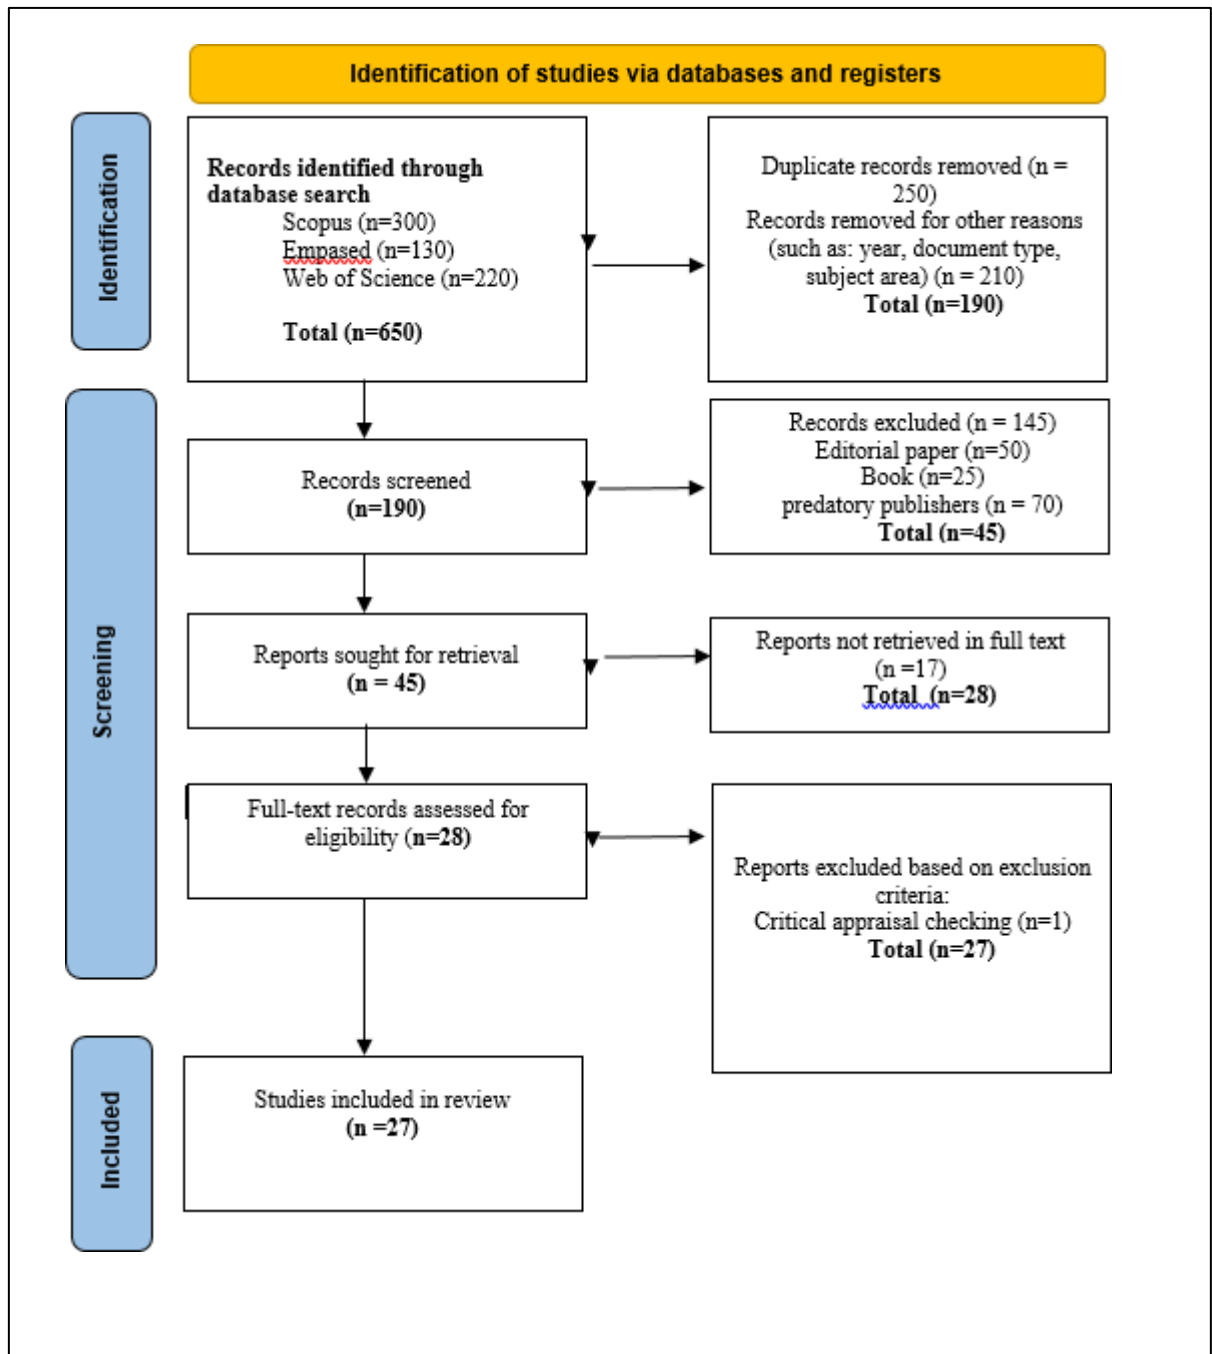 Identification of studies via databases and registers
Identification
Records identified through
database search
Scopus (n=300)
Empased (n=130)
Web of Science (n=220)
Total (n=650)
Duplicate records removed (n =
250)
Records removed for other reasons
(such as: year, document type,
subject area) (n = 210)
Total (n=190)
Screening
Records screened
(n=190)
Records excluded (n = 145)
Editorial paper (n=50)
Book (n=25)
predatory publishers (n = 70)
Total (n=45)
Reports sought for retrieval
(n = 45)
Reports not retrieved in full text
(n =17)
Total (n=28)
Full-text records assessed for
eligibility (n=28)
Reports excluded based on exclusion
criteria:
Critical appraisal checking (n=1)
Total (n=27)
Included
Studies included in review
(n =27)